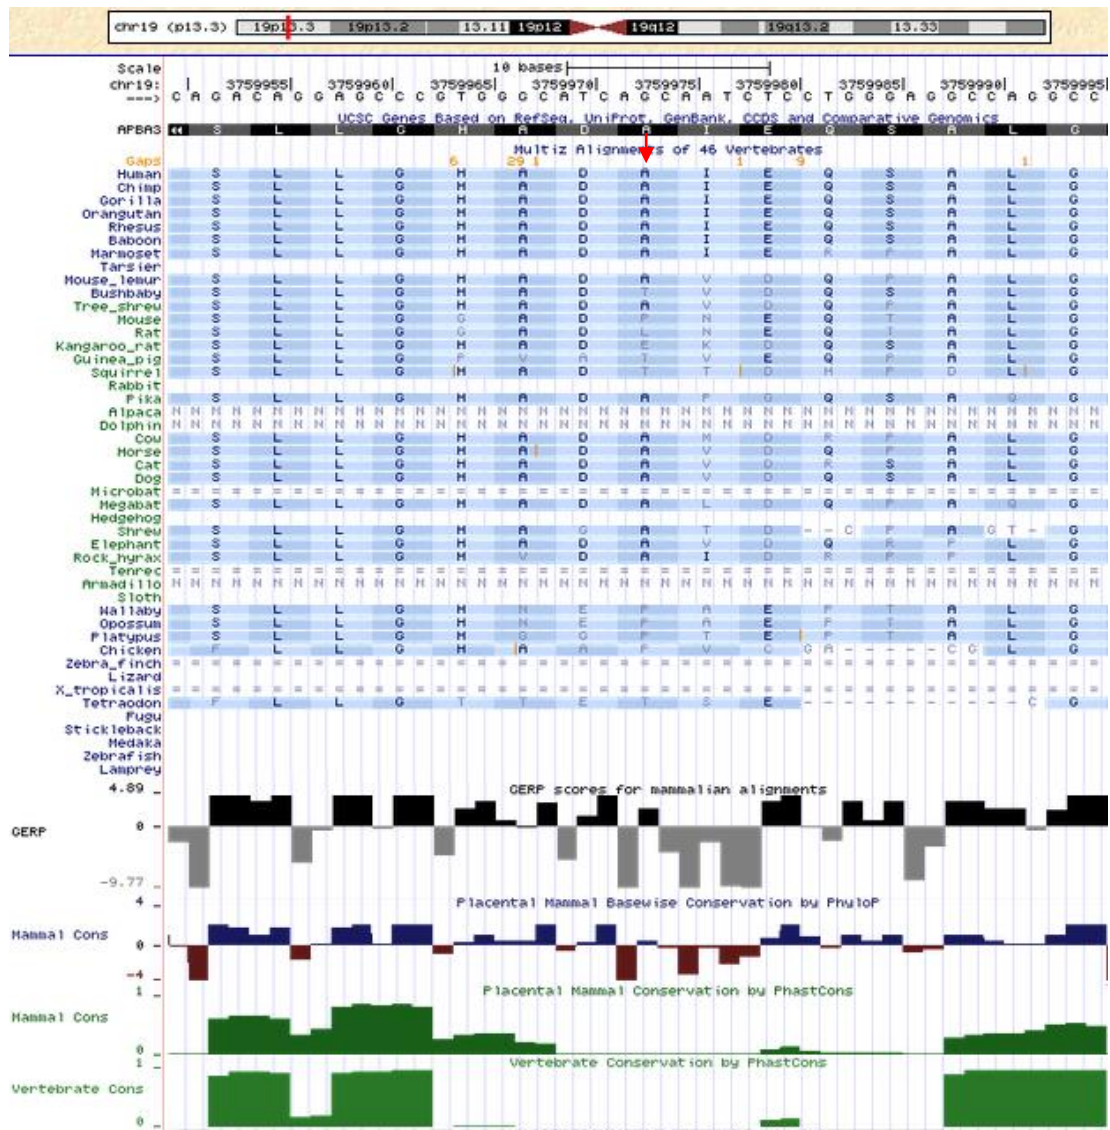 chr19 (p13.3) 19p13.3 19p13.2 13.11 19p12 19q12 19q13.2 13.33
Scale 10 bases
chr19: 3759955 3759960 3759965 3759970 3759975 3759980 3759985 3759990 3759995
---> C A G A C A G G A G C C C G T G G G C A T C A G C A A T C T C C T G G G A G G C C A G G C C
UCSC Genes Based on RefSeq, UniProt, GenBank, CCDS and Comparative Genomics
APBA3 S L L G H A D A I E Q S A L G
Multiz Alignments of 46 Vertebrates
Gaps 6 29 1 1 9 1
Human S L L G H A D A I E Q S A L G
Chimp S L L G H A D A I E Q S A L G
Gorilla S L L G H A D A I E Q S A L G
Orangutan S L L G H A D A I E Q S A L G
Rhesus S L L G H A D A I E Q S A L G
Baboon S L L G H A D A I E Q S A L G
Marmoset S L L G H A D A I E R P A L G
Tarsier
Mouse_lemur S L L G H A D A V D Q P A L G
Bushbaby S L L G H A D T V D Q S A L G
Tree_shrew S L L G H A D A V D Q P A L G
Mouse S L L G G A D P N E Q T A L G
Rat S L L G G A D L N E Q T A L G
Kangaroo_rat S L L G H A D E K D Q S A L G
Guinea_pig S L L G P V A T V E Q P A L G
Squirrel S L L G H A D T T D H P D L G
Rabbit
Pika S L L G H A D A P G Q S A Q G
Alpaca N N N N N N N N N N N N N N N N N N N N N N N N N N N N N N N N N N N N N N N N N N N N N N
Dolphin N N N N N N N N N N N N N N N N N N N N N N N N N N N N N N N N N N N N N N N N N N N N N N
Cow S L L G H A D A M D R P A L G
Horse S L L G H A D A V D Q P A L G
Cat S L L G H A D A V D R S A L G
Dog S L L G H A D A V D Q S A L G
Microbat = = = = = = = = = = = = = = = = = = = = = = = = = = = = = = = = = = = = = = = = = = = = = =
Megabat S L L G H A D A L D Q P A Q G
Hedgehog
Shrew S L L G H A G A T D - - C P A G T - G
Elephant S L L G H A D A V D Q R P L G
Rock_hyrax S L L G H V D A I D R P P L G
Tenrec = = = = = = = = = = = = = = = = = = = = = = = = = = = = = = = = = = = = = = = = = = = = = =
Armadillo N N N N N N N N N N N N N N N N N N N N N N N N N N N N N N N N N N N N N N N N N N N N N N
Sloth
Wallaby S L L G H N E P A E P T A L G
Opossum S L L G H N E P A E P T A L G
Platypus S L L G H G G P T E P T A L G
Chicken F L L G H A A P V C G A - - - - - C G L G
Zebra_finch = = = = = = = = = = = = = = = = = = = = = = = = = = = = = = = = = = = = = = = = = = = = = =
Lizard
X_tropicalis = = = = = = = = = = = = = = = = = = = = = = = = = = = = = = = = = = = = = = = = = = = = = =
Tetraodon F L L G T T E T S E - - - - - - - - - - - C G
Fugu
Stickleback
Medaka
Zebrafish
Lamprey
4.89 _ GERP scores for mammalian alignments
GERP 0 -
-9.77 _
4 _ Placental Mammal Basewise Conservation by PhyloP
Mammal Cons 0 -
-4 _
1 _ Placental Mammal Conservation by PhastCons
Mammal Cons
0 _
1 _ Vertebrate Conservation by PhastCons
Vertebrate Cons
0 _